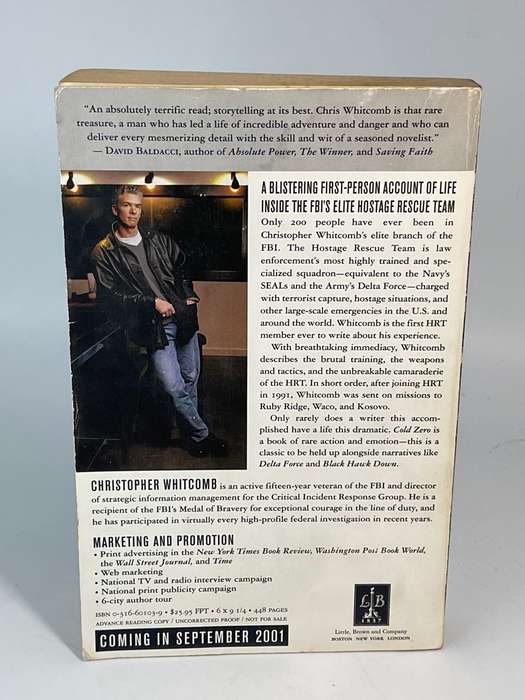 “An absolutely terrific read; storytelling at its best. Chris Whitcomb is that rare
treasure, a man who has led a life of incredible adventure and danger and who can
deliver every mesmerizing detail with the skill and wit of a seasoned novelist.”
— DAVID BALDACCI, author of Absolute Power, The Winner, and Saving Faith
A BLISTERING FIRST-PERSON ACCOUNT OF LIFE
INSIDE THE FBI'S ELITE HOSTAGE RESCUE TEAM
Only 200 people have ever been in
Christopher Whitcomb's elite branch of the
FBI. The Hostage Rescue Team is law
enforcement's most highly trained and spe-
cialized squadron—equivalent to the Navy's
SEALs and the Army's Delta Force—charged
with terrorist capture, hostage situations, and
other large-scale emergencies in the U.S. and
around the world. Whitcomb is the first HRT
member ever to write about his experience.
With breathtaking immediacy, Whitcomb
describes the brutal training, the weapons
and tactics, and the unbreakable camaraderie
of the HRT. In short order, after joining HRT
in 1991, Whitcomb was sent on missions to
Ruby Ridge, Waco, and Kosovo.
Only rarely does a writer this accom-
plished have a life this dramatic. Cold Zero is
a book of rare action and emotion—this is a
classic to be held up alongside narratives like
Delta Force and Black Hawk Down.
CHRISTOPHER WHITCOMB is an active fifteen-year veteran of the FBI and director
of strategic information management for the Critical Incident Response Group. He is a
recipient of the FBI's Medal of Bravery for exceptional courage in the line of duty, and
he has participated in virtually every high-profile federal investigation in recent years.
MARKETING AND PROMOTION
• Print advertising in the New York Times Book Review, Washington Post Book World,
the Wall Street Journal, and Time
• Web marketing
• National TV and radio interview campaign
• National print publicity campaign
• 6-city author tour
ISBN 0-316-60103-9 • $25.95 FPT • 6 x 9 1/4 • 448 PAGES
ADVANCE READING COPY / UNCORRECTED PROOF / NOT FOR SALE
COMING IN SEPTEMBER 2001
LB
1837
Little, Brown and Company
BOSTON NEW YORK LONDON